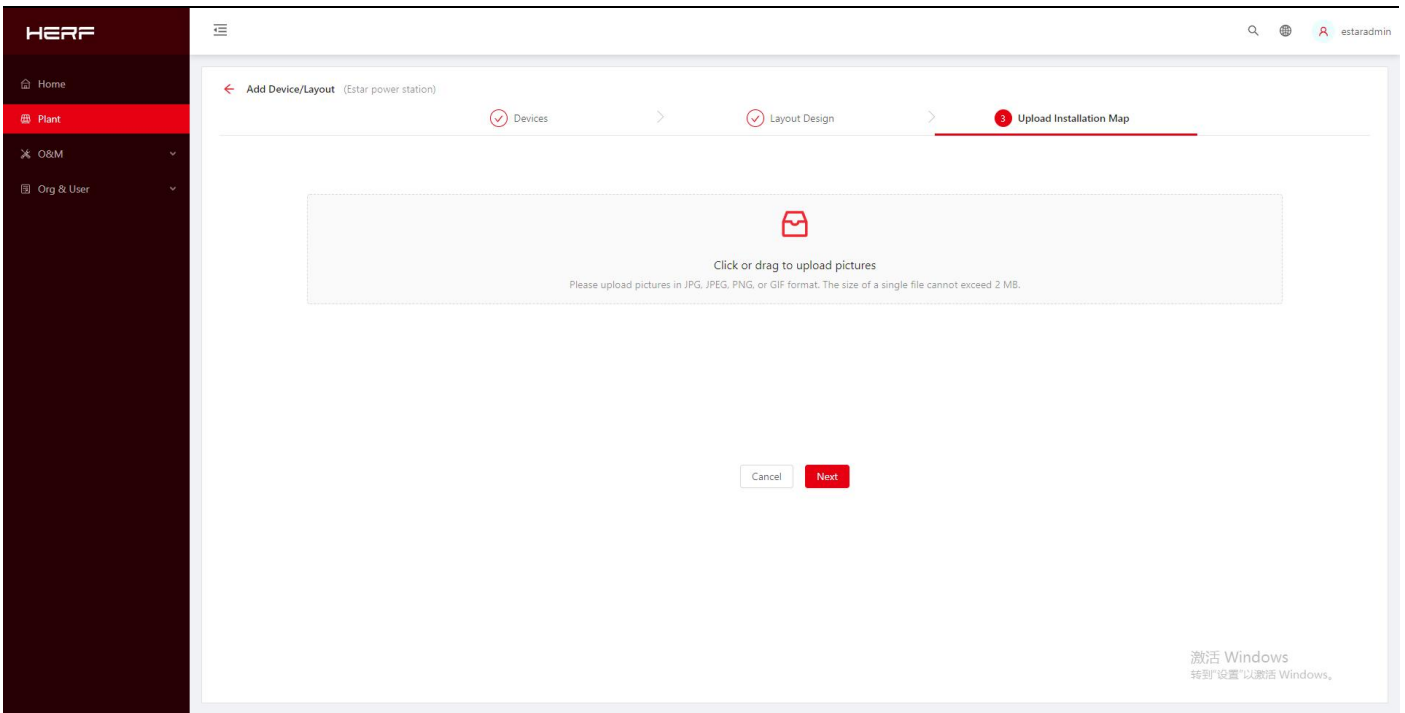 HERF
estaradmin
Home
Plant
O&M
Org & User
Add Device/Layout (Estar power station)
Devices
Layout Design
3 Upload Installation Map
Click or drag to upload pictures
Please upload pictures in JPG, JPEG, PNG, or GIF format. The size of a single file cannot exceed 2 MB.
Cancel
Next
激活 Windows
转到"设置"以激活 Windows。